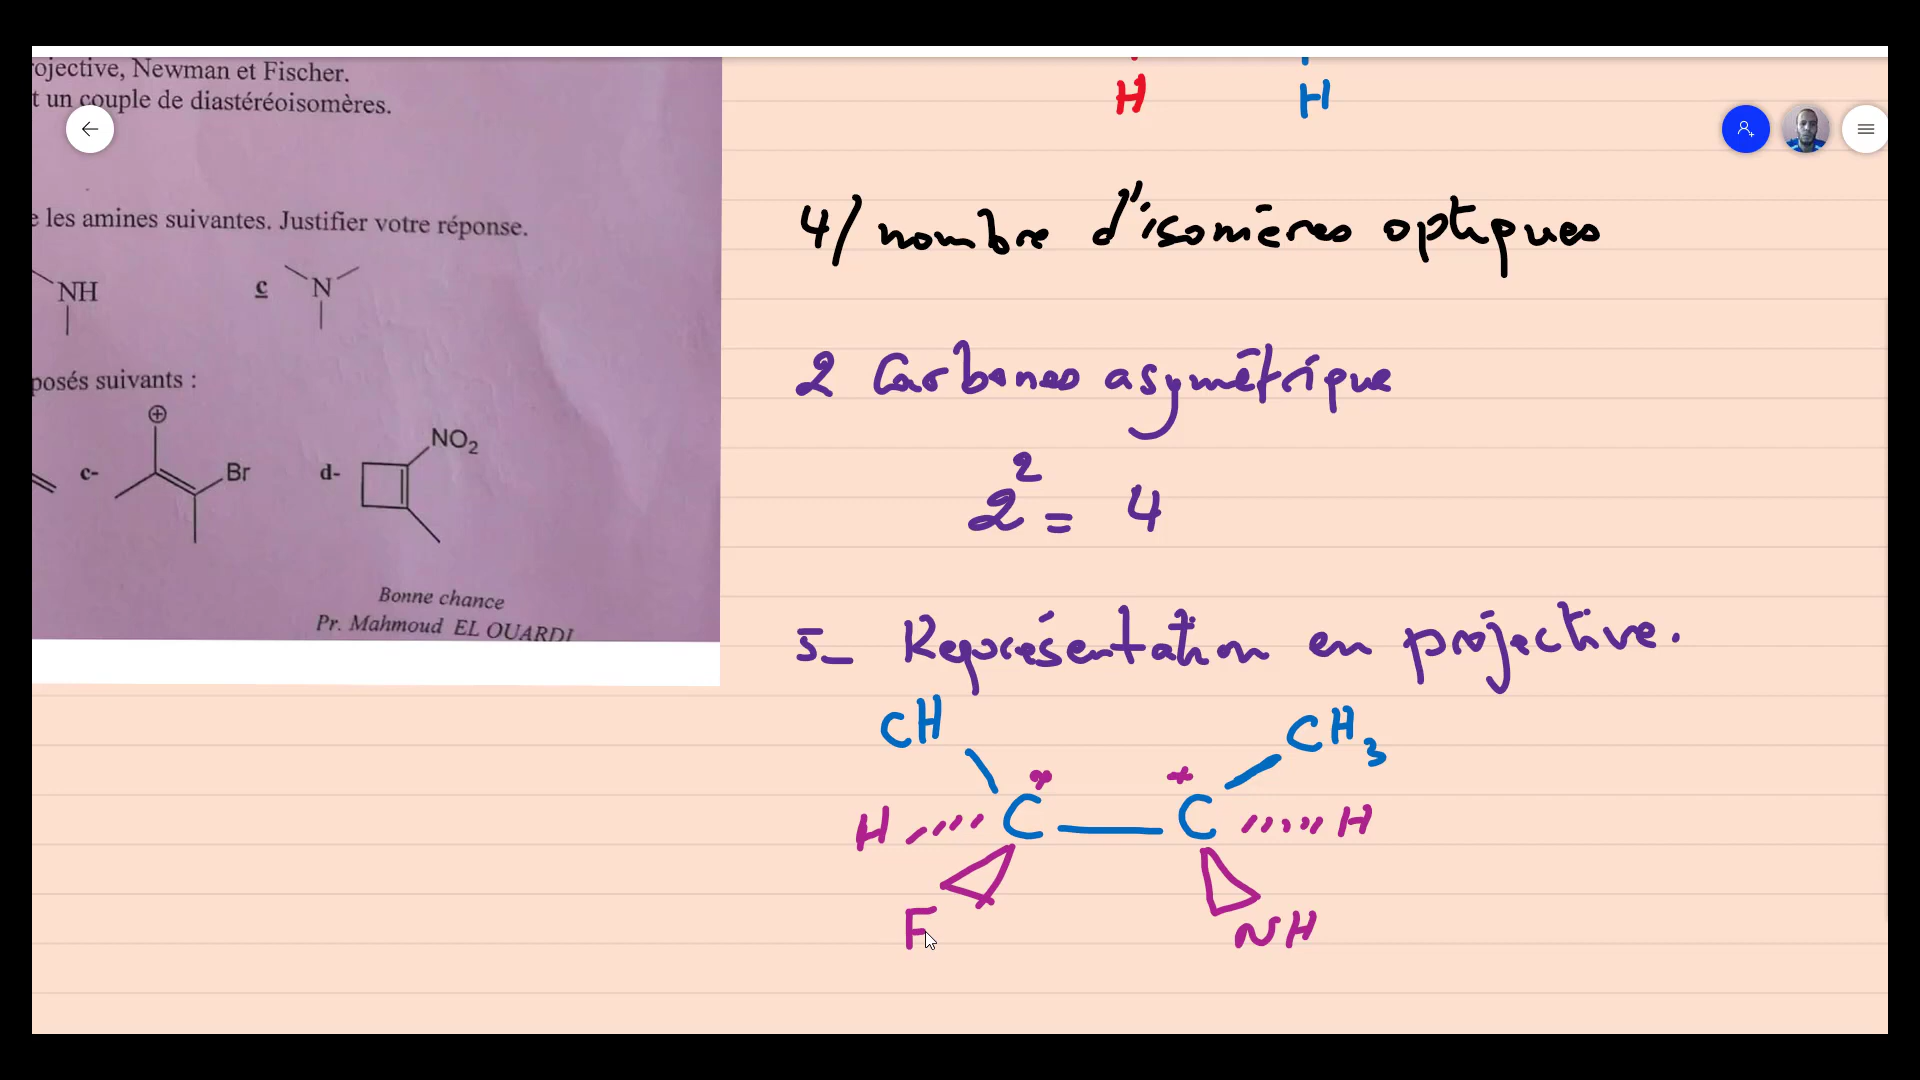 rojective, Newman et Fischer.
t un couple de diastéréoisomères.
e les amines suivantes. Justifier votre réponse.
NH
c
N
posés suivants :
⊕
c-
Br
d-
NO2
Bonne chance
Pr. Mahmoud EL OUARDI
H H
4/ nombre d'isomères optiques
2 Carbones asymétrique
2² = 4
5_ Représentation en projective.
CH CH3
* *
H C C H
F NH